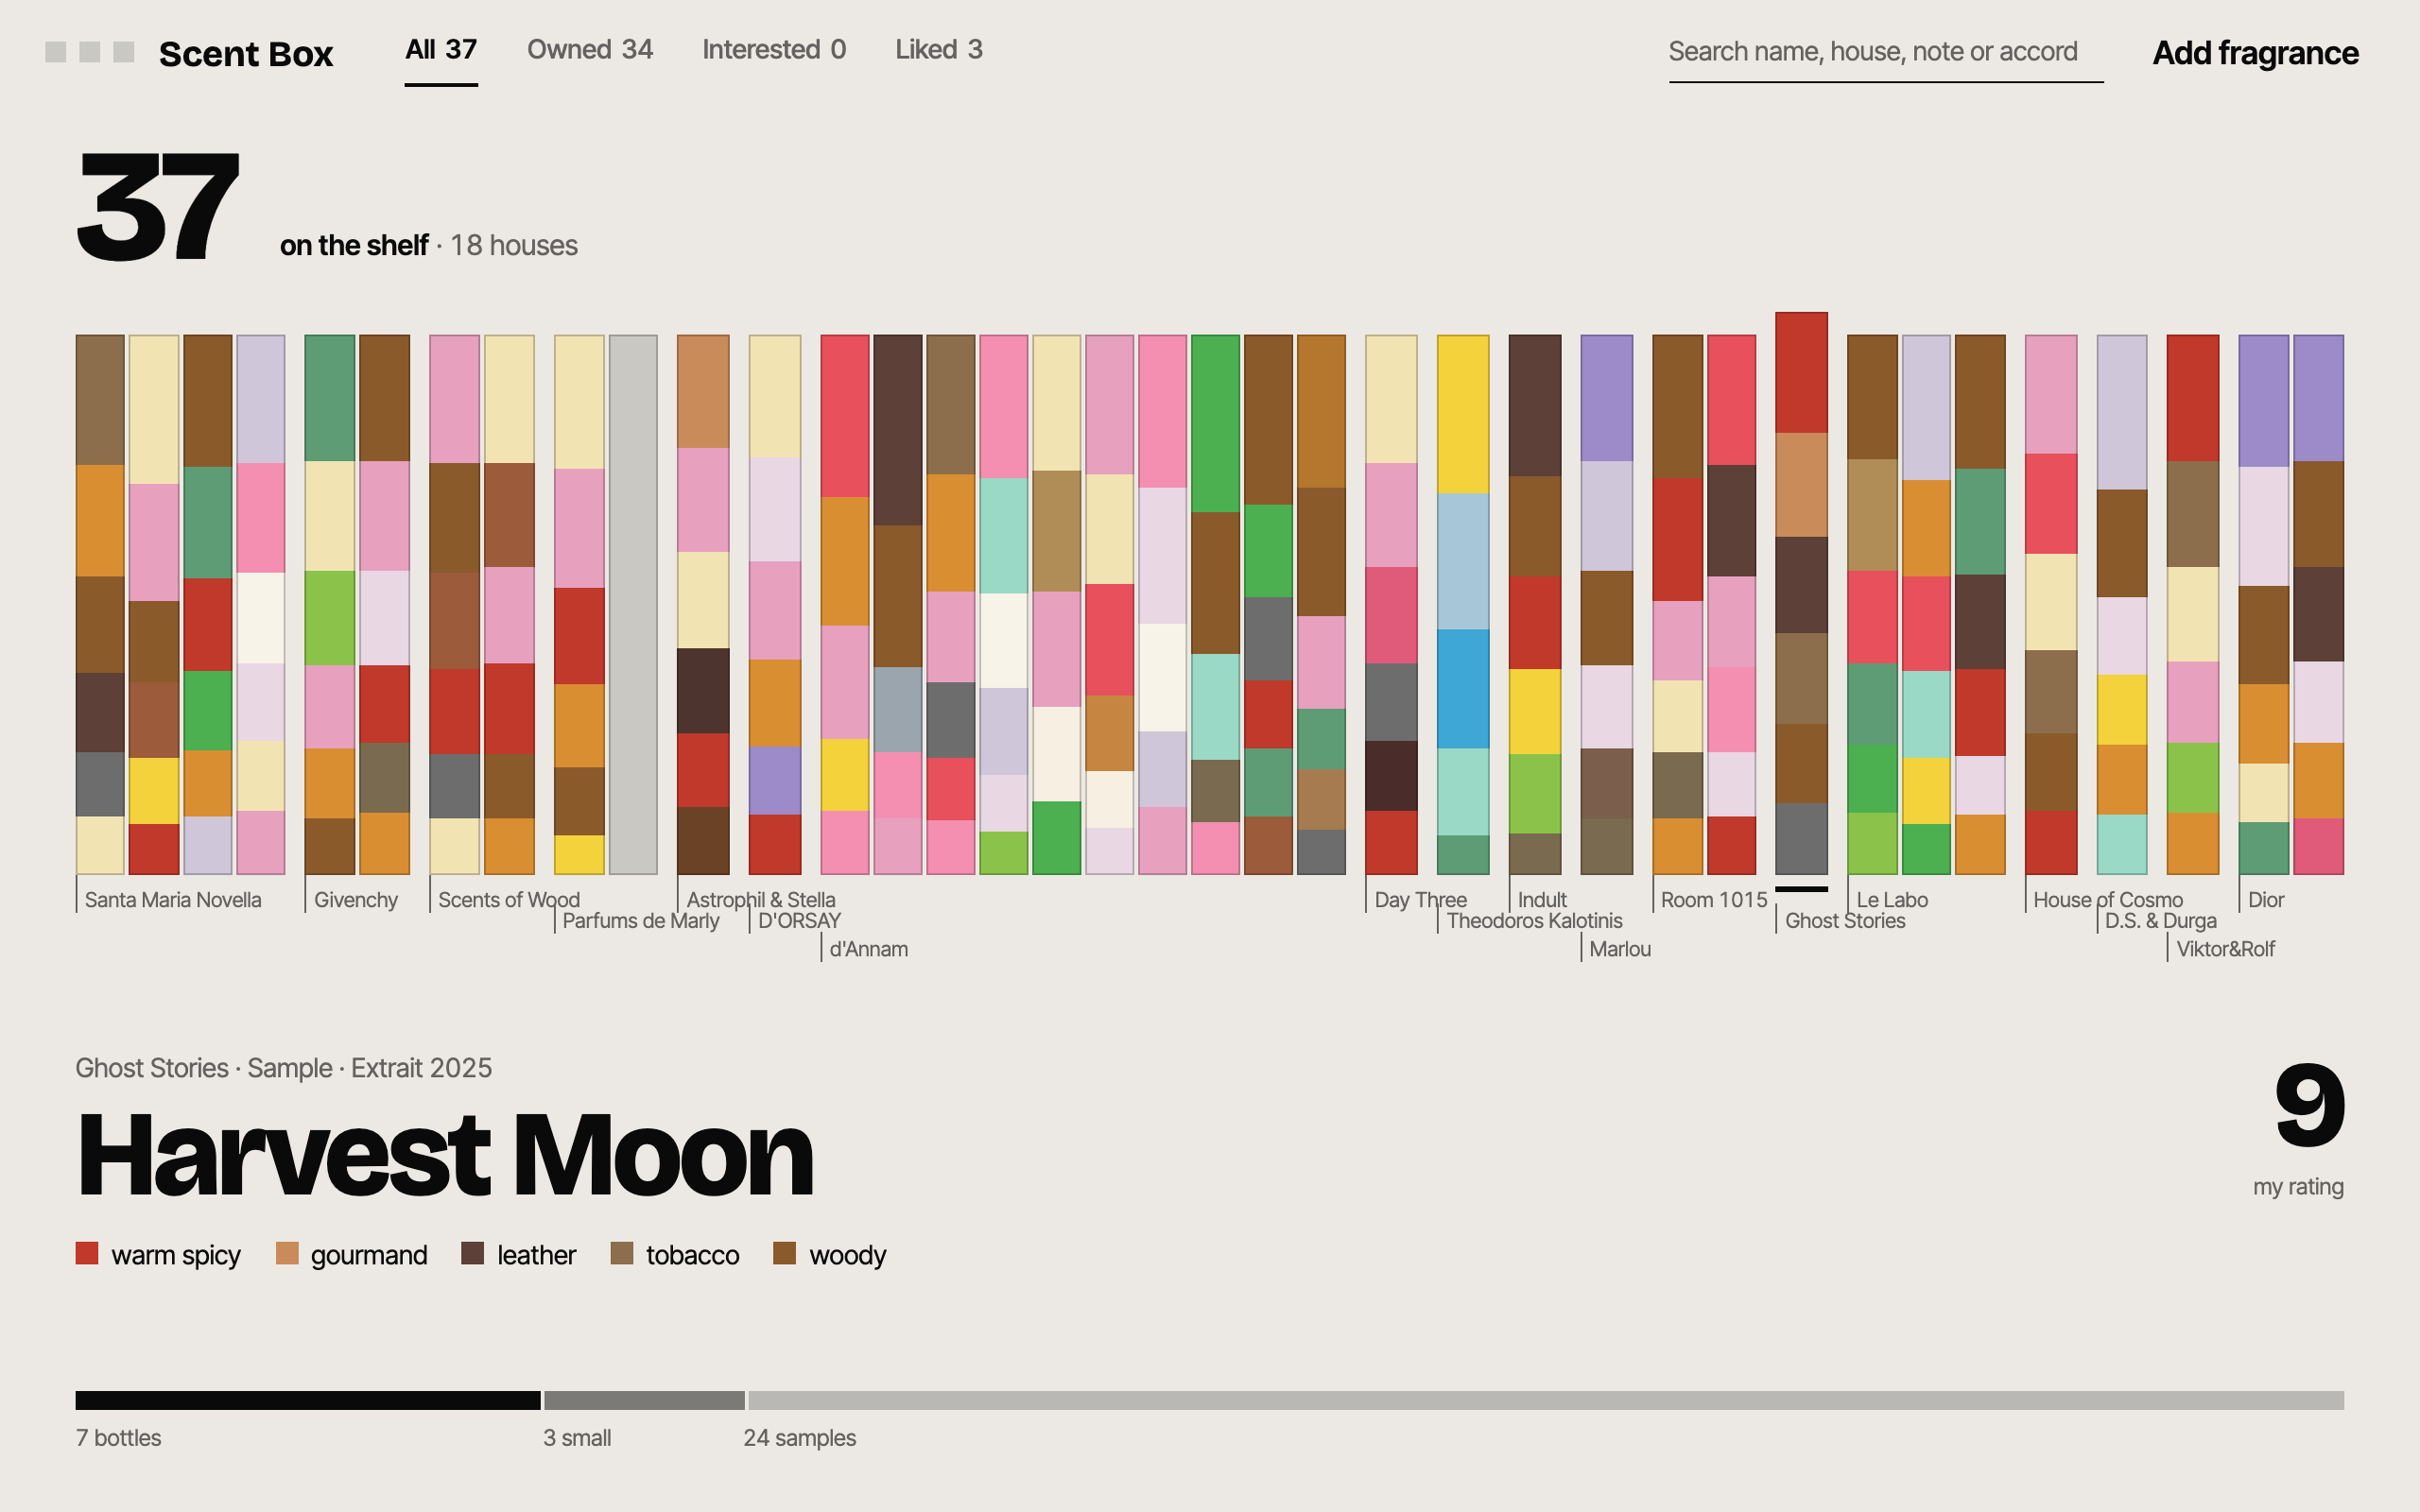 Scent Box
All 37
Owned 34
Interested 0
Liked 3
Search name, house, note or accord
Add fragrance
37
on the shelf · 18 houses
Santa Maria Novella
Givenchy
Scents of Wood
Parfums de Marly
Astrophil & Stella
D'ORSAY
d'Annam
Day Three
Theodoros Kalotinis
Indult
Marlou
Room 1015
Ghost Stories
Le Labo
House of Cosmo
D.S. & Durga
Viktor&Rolf
Dior
Ghost Stories · Sample · Extrait 2025
Harvest Moon
9
my rating
warm spicy
gourmand
leather
tobacco
woody
7 bottles
3 small
24 samples